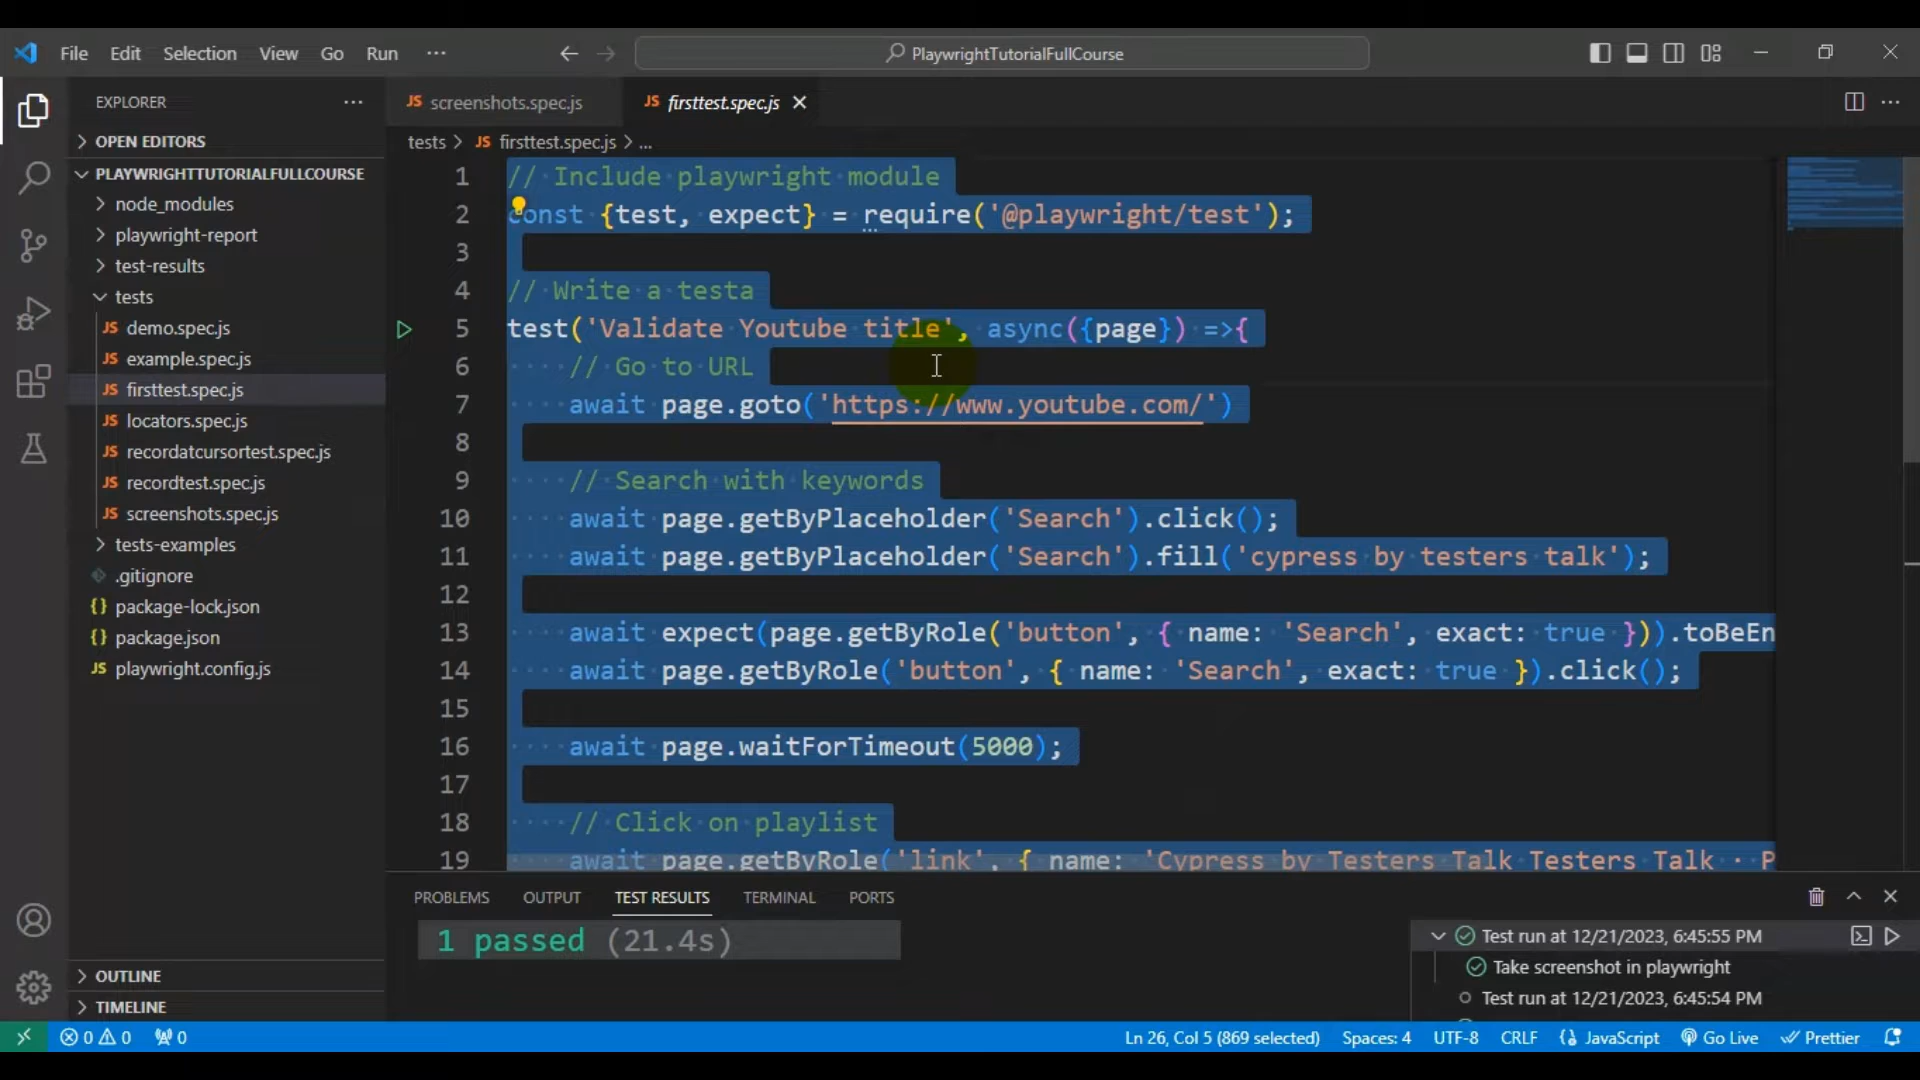 File Edit Selection View Go Run ···
PlaywrightTutorialFullCourse
EXPLORER ···
OPEN EDITORS
PLAYWRIGHTTUTORIALFULLCOURSE
node_modules
playwright-report
test-results
tests
JS demo.spec.js
JS example.spec.js
JS firsttest.spec.js
JS locators.spec.js
JS recordatcursortest.spec.js
JS recordtest.spec.js
JS screenshots.spec.js
tests-examples
.gitignore
{} package-lock.json
{} package.json
JS playwright.config.js
OUTLINE
TIMELINE
JS screenshots.spec.js JS firsttest.spec.js
tests > JS firsttest.spec.js > ...
1 // Include playwright module
2 const {test, expect} = require('@playwright/test');
3
4 // Write a testa
5 test('Validate Youtube title', async({page}) =>{
6 // Go to URL
7 await page.goto('https://www.youtube.com/')
8
9 // Search with keywords
10 await page.getByPlaceholder('Search').click();
11 await page.getByPlaceholder('Search').fill('cypress by testers talk');
12
13 await expect(page.getByRole('button', { name: 'Search', exact: true })).toBeEn
14 await page.getByRole('button', { name: 'Search', exact: true }).click();
15
16 await page.waitForTimeout(5000);
17
18 // Click on playlist
19 await page.getByRole('link', { name: 'Cypress by Testers Talk Testers Talk · P
PROBLEMS OUTPUT TEST RESULTS TERMINAL PORTS
1 passed (21.4s)
Test run at 12/21/2023, 6:45:55 PM
Take screenshot in playwright
Test run at 12/21/2023, 6:45:54 PM
0 0 0 Ln 26, Col 5 (869 selected) Spaces: 4 UTF-8 CRLF {} JavaScript Go Live Prettier